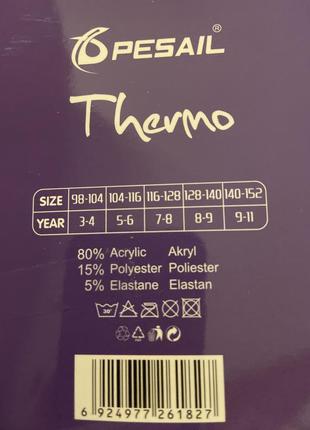 PESAIL®
Thermo
SIZE 98-104 104-116 116-128 128-140 140-152
YEAR 3-4 5-6 7-8 8-9 9-11
80% Acrylic Akryl
15% Polyester Poliester
5% Elastane Elastan
30°
6 924977 261827